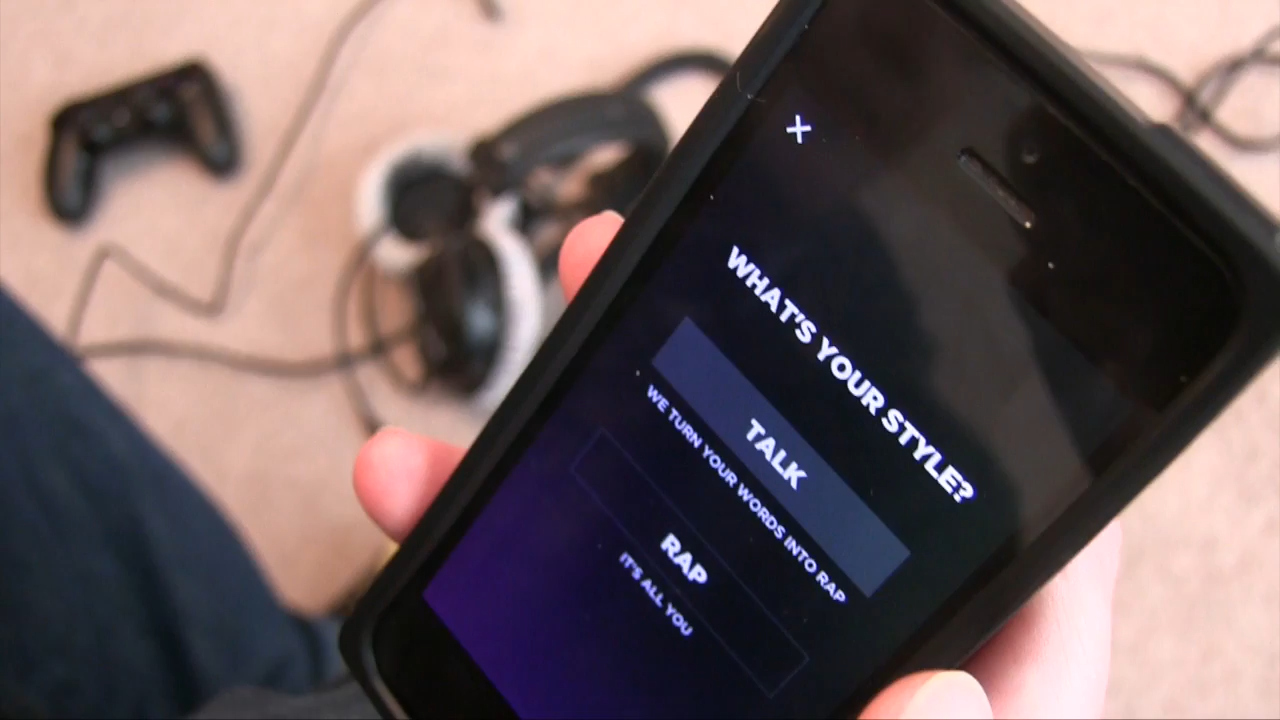 WHAT'S YOUR STYLE?
TALK
WE TURN YOUR WORDS INTO RAP
RAP
IT'S ALL YOU